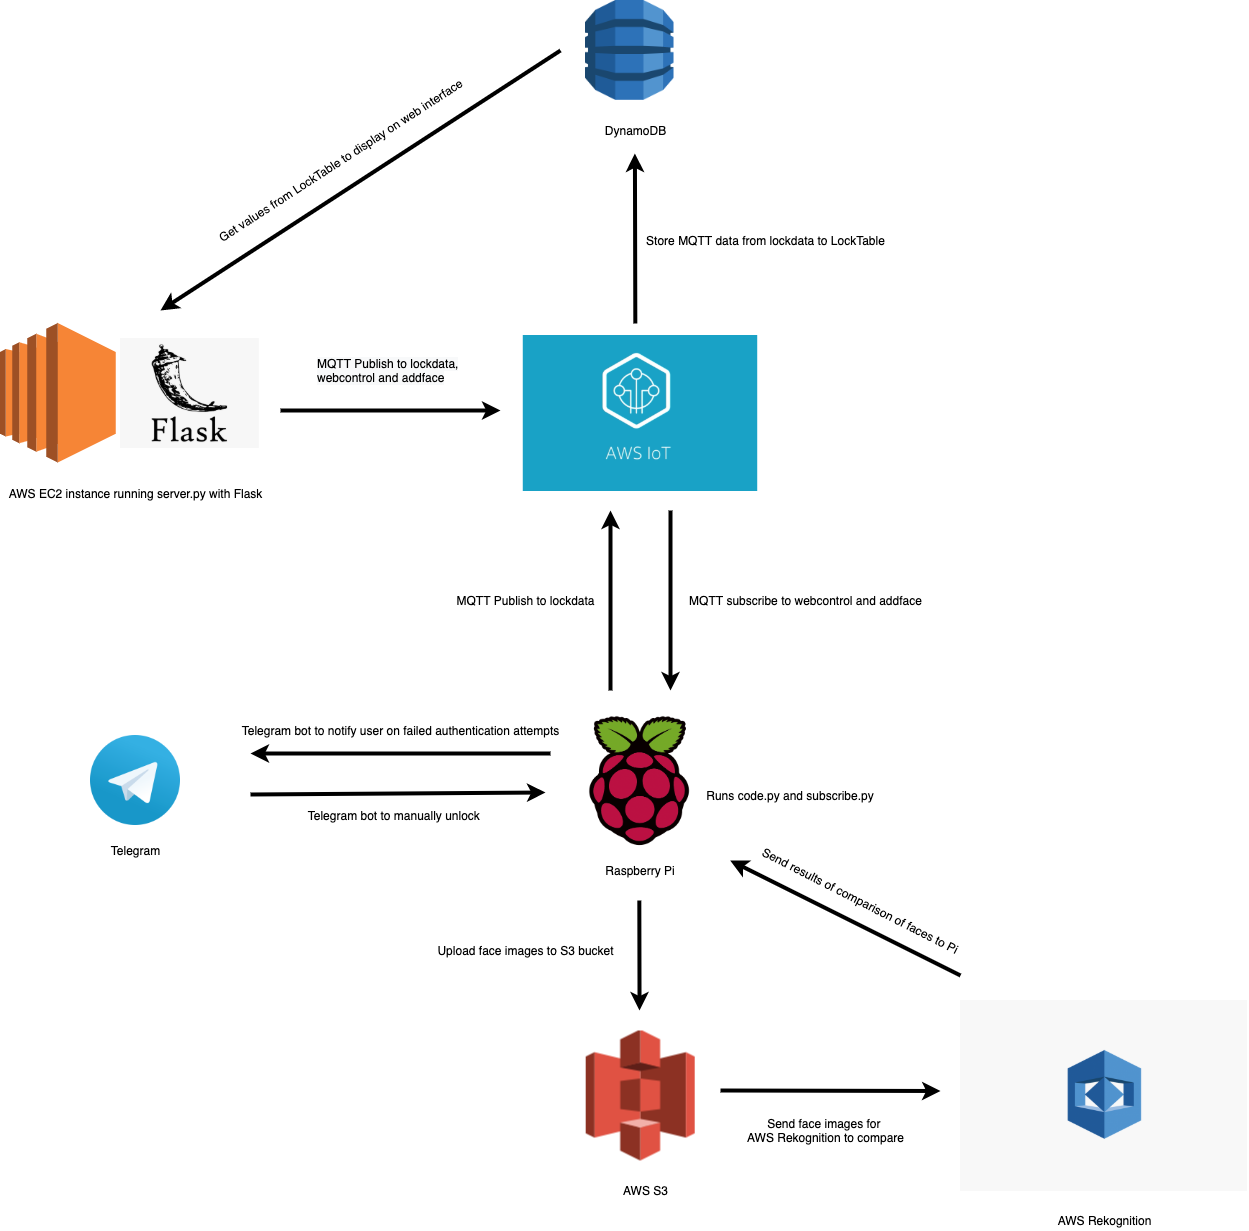 DynamoDB
Get values from LockTable to display on web interface
Store MQTT data from lockdata to LockTable
MQTT Publish to lockdata,
webcontrol and addface
Flask
AWS IoT
AWS EC2 instance running server.py with Flask
MQTT Publish to lockdata
MQTT subscribe to webcontrol and addface
Telegram bot to notify user on failed authentication attempts
Telegram bot to manually unlock
Telegram
Runs code.py and subscribe.py
Raspberry Pi
Send results of comparison of faces to Pi
Upload face images to S3 bucket
Send face images for
AWS Rekognition to compare
AWS S3
AWS Rekognition